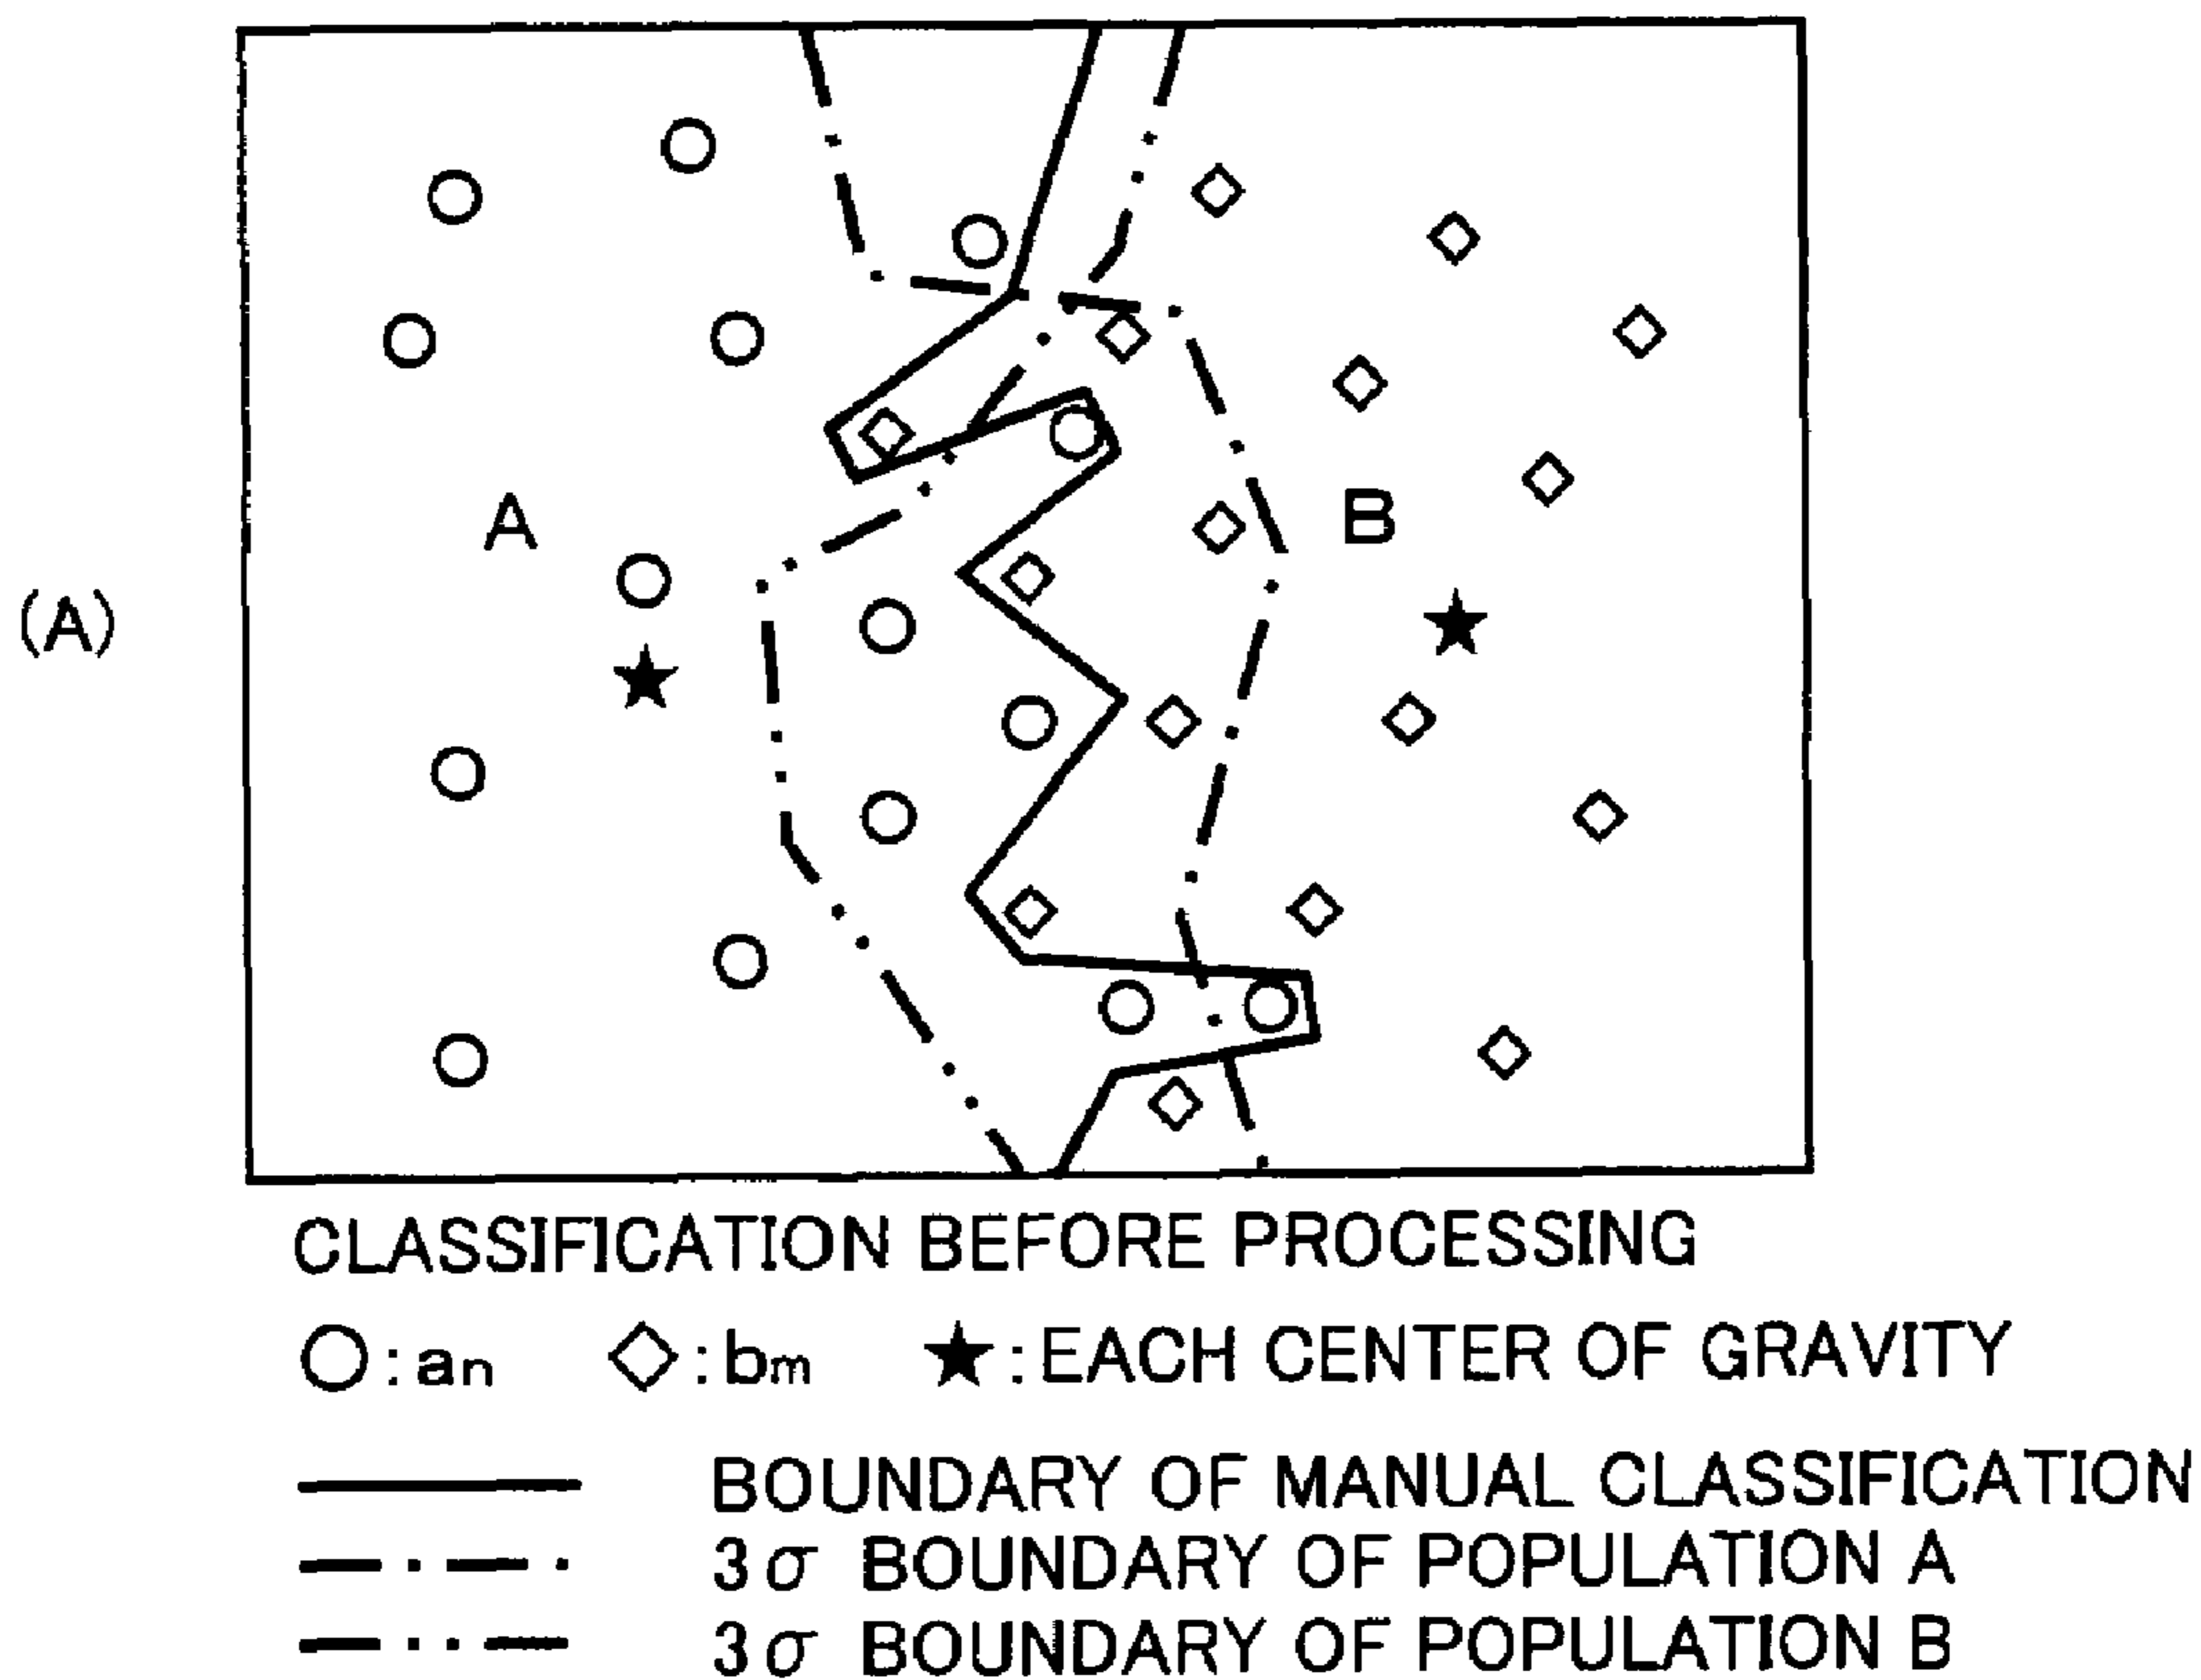 A
B
(A)
CLASSIFICATION BEFORE PROCESSING
○:an ◇:bm ★:EACH CENTER OF GRAVITY
BOUNDARY OF MANUAL CLASSIFICATION
3σ BOUNDARY OF POPULATION A
3σ BOUNDARY OF POPULATION B